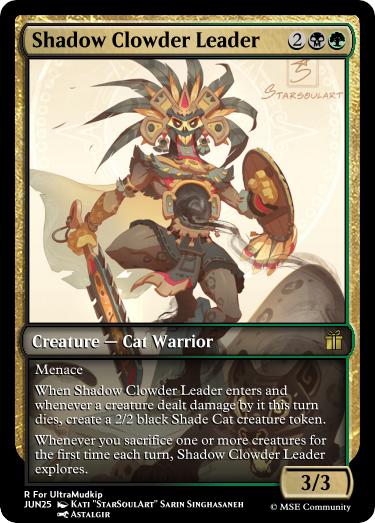 Shadow Clowder Leader 2
STARSOULART
Creature — Cat Warrior
Menace
When Shadow Clowder Leader enters and
whenever a creature dealt damage by it this turn
dies, create a 2/2 black Shade Cat creature token.
Whenever you sacrifice one or more creatures for
the first time each turn, Shadow Clowder Leader
explores.
3/3
R For UltraMudkip
JUN25 Kati "StarSoulArt" Sarin Singhasaneh
Astalgir
© MSE Community